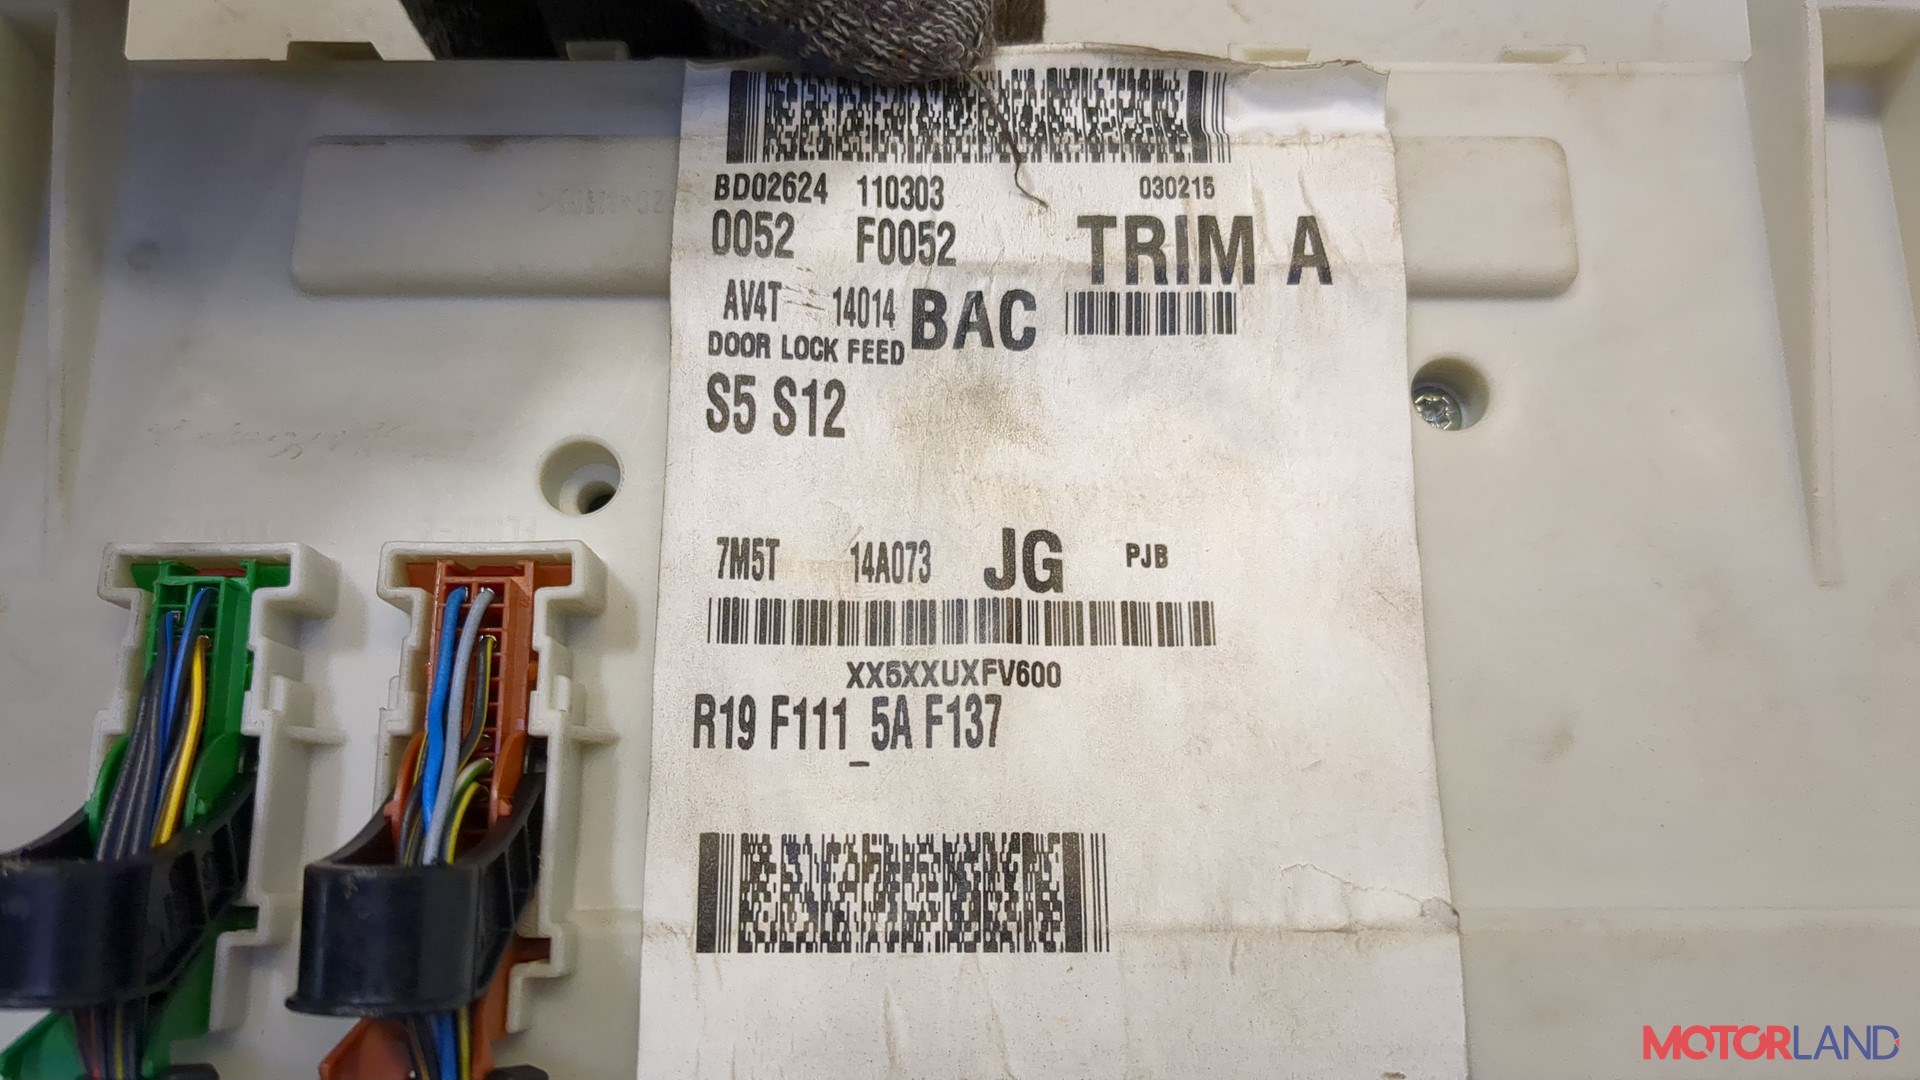 BD02624 110303 030215
0052 F0052 TRIM A
AV4T 14014 BAC
DOOR LOCK FEED
S5 S12
7M5T 14A073 JG PJB
XX5XXUXFV600
R19 F111_5A F137
MOTORLAND